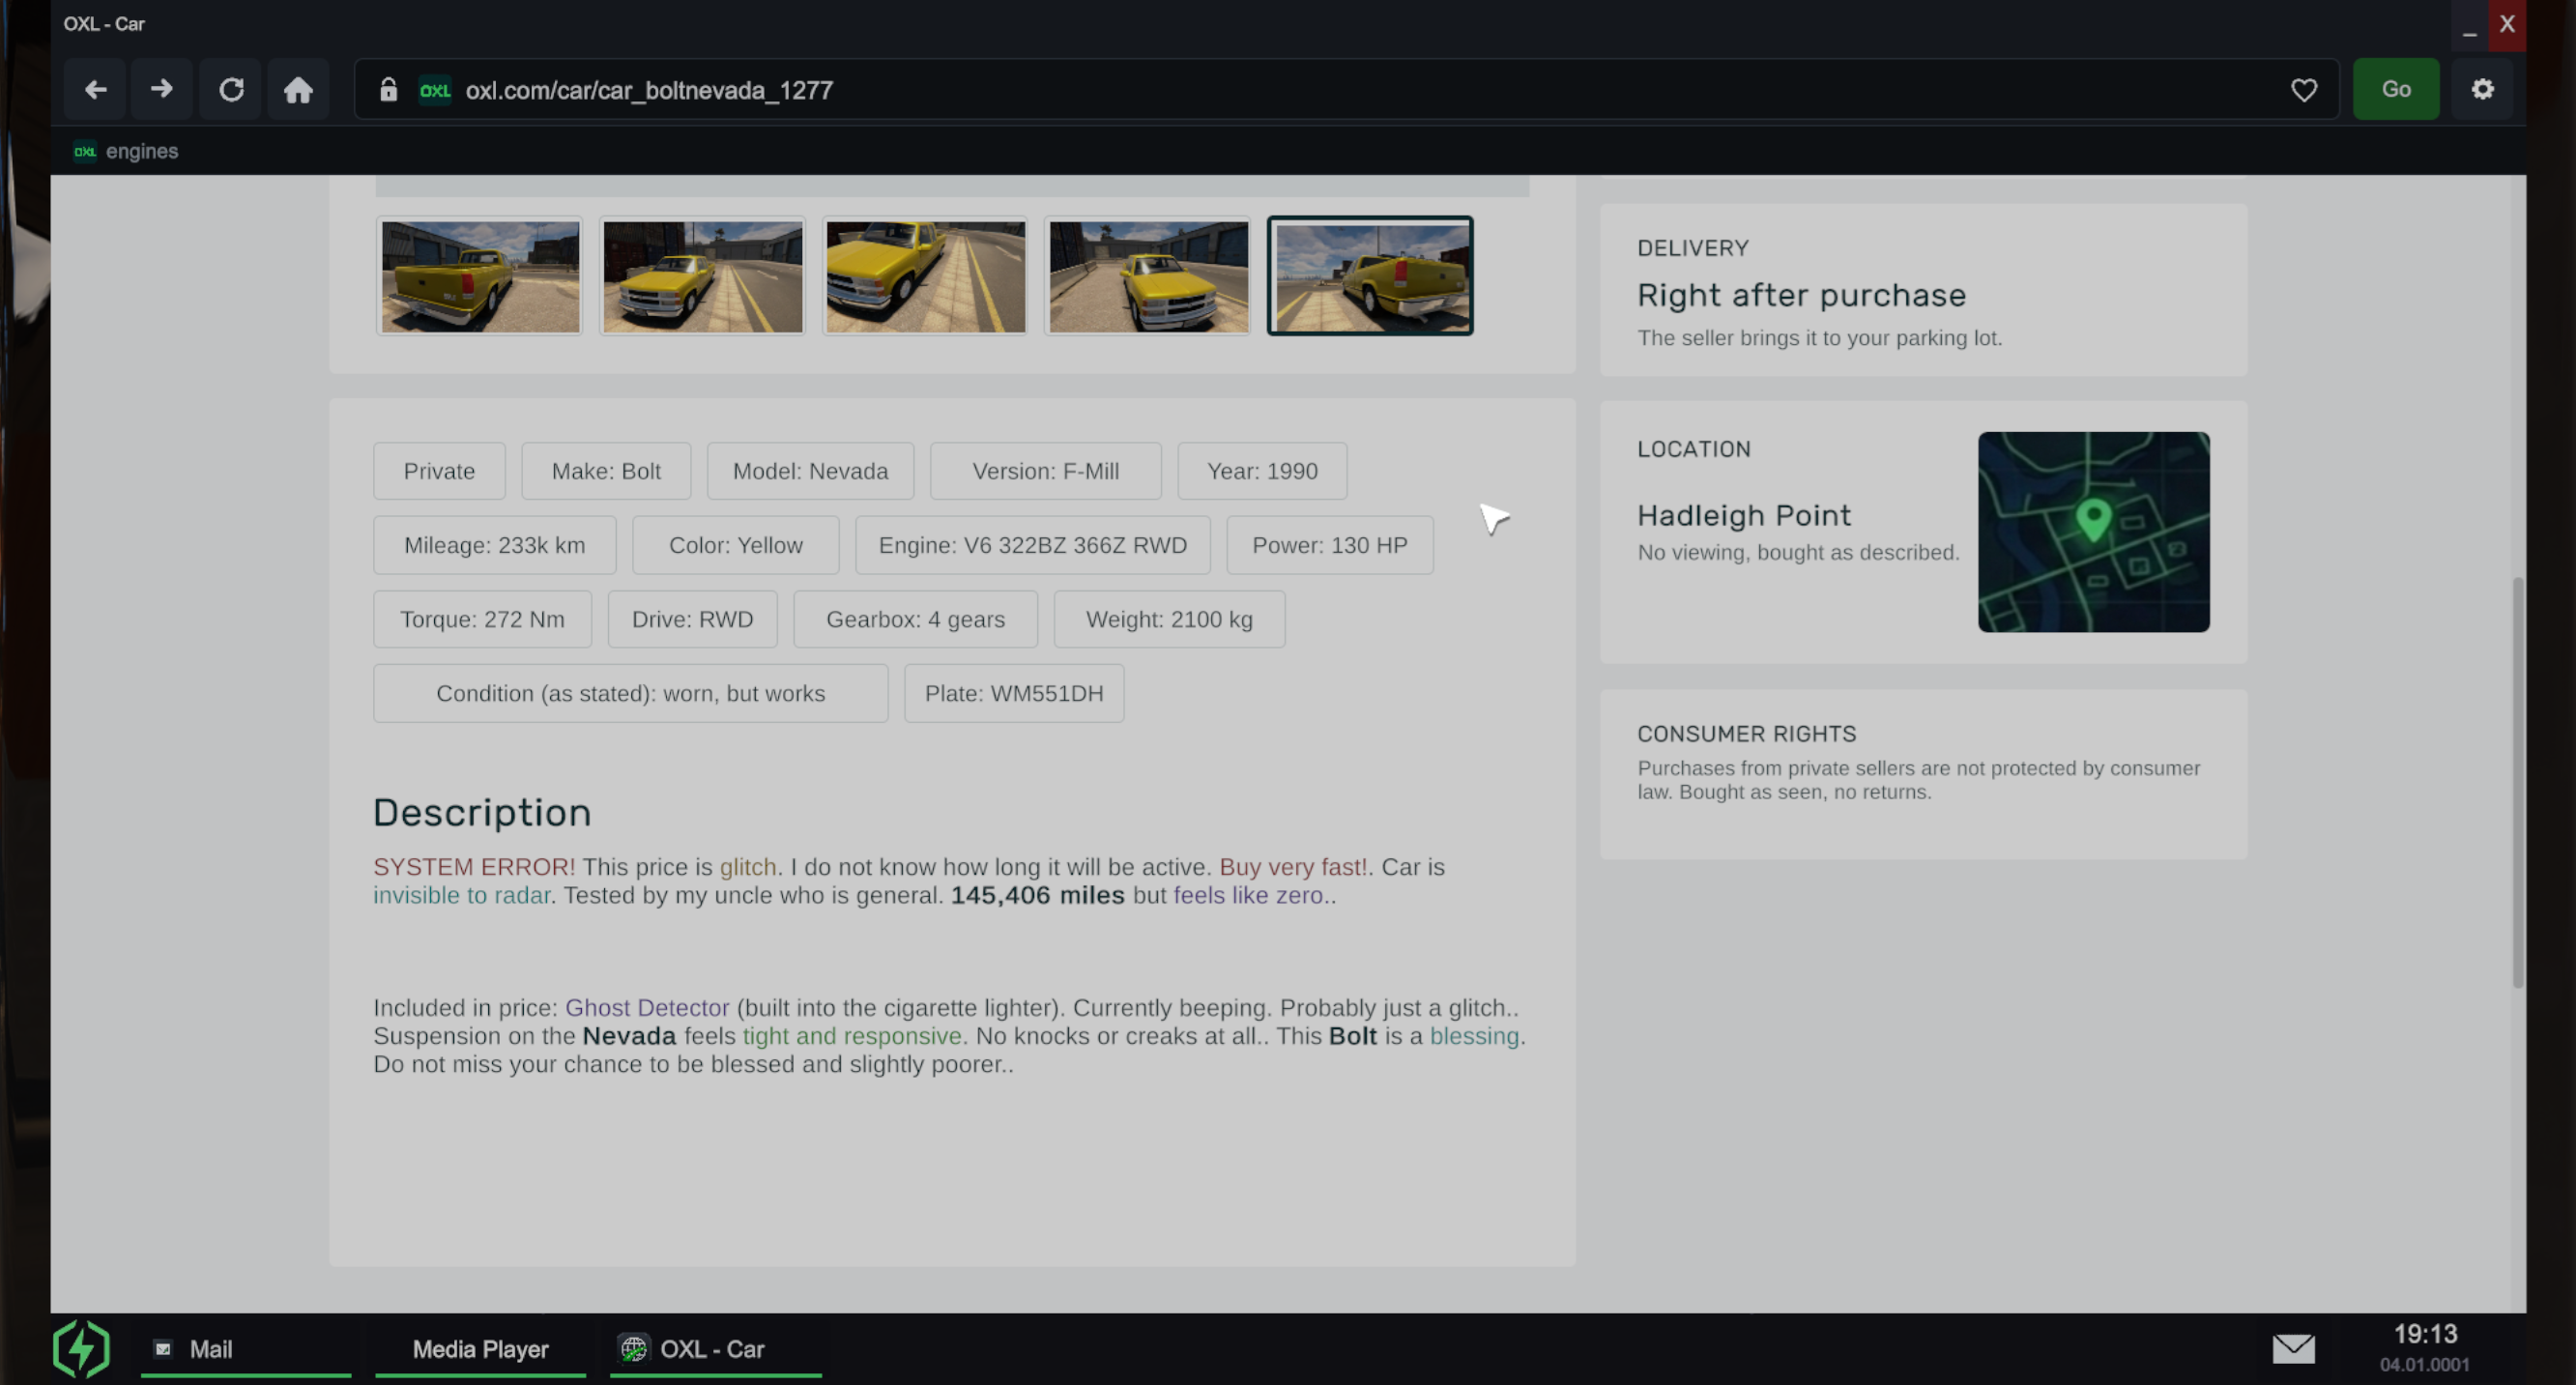 OXL - Car
_ X
OXL oxl.com/car/car_boltnevada_1277
Go
OXL engines
DELIVERY
Right after purchase
The seller brings it to your parking lot.
Private
Make: Bolt
Model: Nevada
Version: F-Mill
Year: 1990
Mileage: 233k km
Color: Yellow
Engine: V6 322BZ 366Z RWD
Power: 130 HP
Torque: 272 Nm
Drive: RWD
Gearbox: 4 gears
Weight: 2100 kg
Condition (as stated): worn, but works
Plate: WM551DH
LOCATION
Hadleigh Point
No viewing, bought as described.
CONSUMER RIGHTS
Purchases from private sellers are not protected by consumer
law. Bought as seen, no returns.
Description
SYSTEM ERROR! This price is glitch. I do not know how long it will be active. Buy very fast!. Car is
invisible to radar. Tested by my uncle who is general. 145,406 miles but feels like zero..
Included in price: Ghost Detector (built into the cigarette lighter). Currently beeping. Probably just a glitch..
Suspension on the Nevada feels tight and responsive. No knocks or creaks at all.. This Bolt is a blessing.
Do not miss your chance to be blessed and slightly poorer..
Mail
Media Player
OXL - Car
19:13
04.01.0001